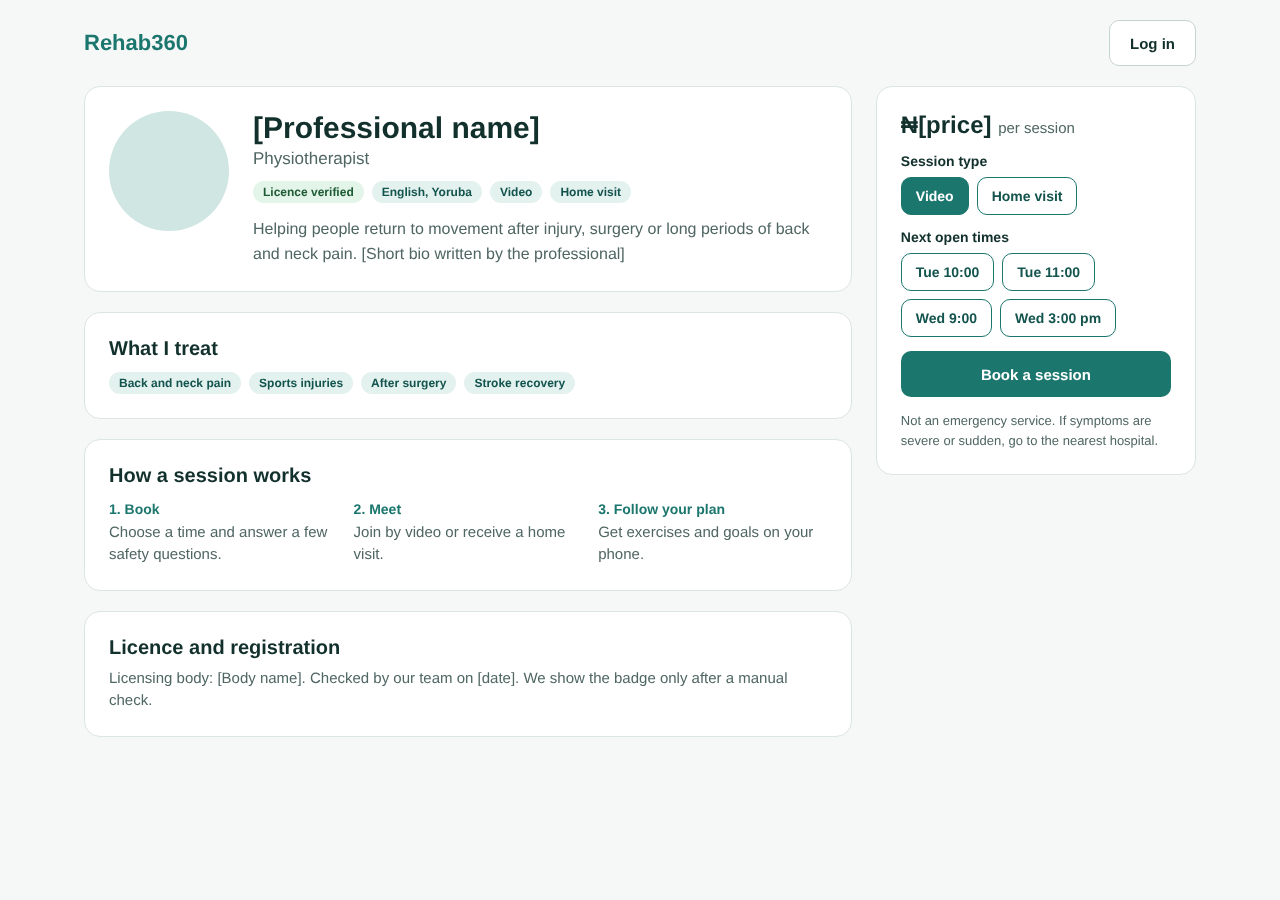 Rehab360
Log in
[Professional name]
Physiotherapist
Licence verified
English, Yoruba
Video
Home visit
Helping people return to movement after injury, surgery or long periods of back
and neck pain. [Short bio written by the professional]
What I treat
Back and neck pain
Sports injuries
After surgery
Stroke recovery
How a session works
1. Book
Choose a time and answer a few
safety questions.
2. Meet
Join by video or receive a home
visit.
3. Follow your plan
Get exercises and goals on your
phone.
Licence and registration
Licensing body: [Body name]. Checked by our team on [date]. We show the badge only after a manual
check.
₦[price] per session
Session type
Video
Home visit
Next open times
Tue 10:00
Tue 11:00
Wed 9:00
Wed 3:00 pm
Book a session
Not an emergency service. If symptoms are
severe or sudden, go to the nearest hospital.